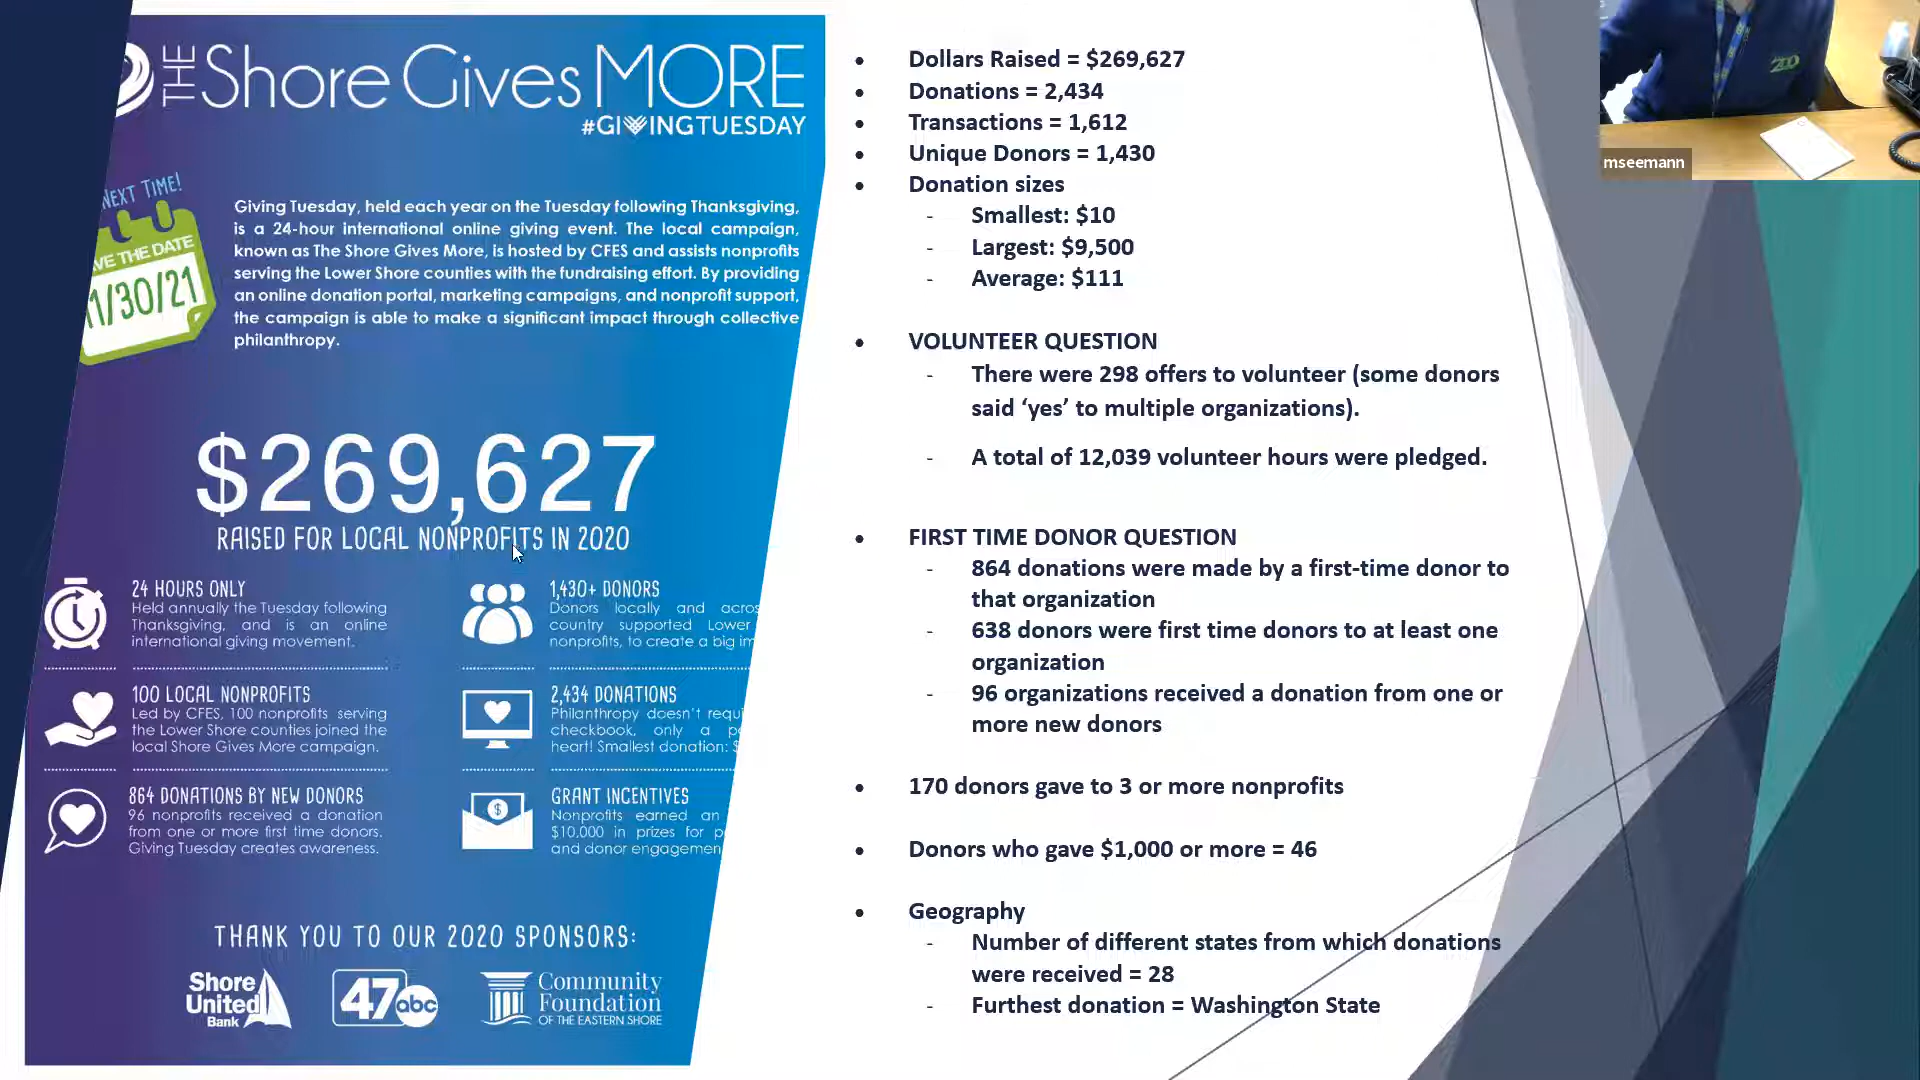 THE Shore Gives MORE
#GIVINGTUESDAY
NEXT TIME!
THE DATE
1/30/21
Giving Tuesday, held each year on the Tuesday following Thanksgiving,
is a 24-hour international online giving event. The local campaign,
known as The Shore Gives More, is hosted by CFES and assists nonprofits
serving the Lower Shore counties with the fundraising effort. By providing
an online donation portal, marketing campaigns, and nonprofit support,
the campaign is able to make a significant impact through collective
philanthropy.
$269,627
RAISED FOR LOCAL NONPROFITS IN 2020
24 HOURS ONLY
Held annually the Tuesday following
Thanksgiving, and is an online
international giving movement.
1,430+ DONORS
Donors locally and
country supported Lower
nonprofits, to create a big
100 LOCAL NONPROFITS
Led by CFES, 100 nonprofits serving
the Lower Shore counties joined the
local Shore Gives More campaign.
2,434 DONATIONS
Philanthropy doesn't
checkbook, only a
heart! Smallest donation:
864 DONATIONS BY NEW DONORS
96 nonprofits received a donation
from one or more first time donors.
Giving Tuesday creates awareness.
GRANT INCENTIVES
Nonprofits earned an
$10,000 in prizes for
and donor
THANK YOU TO OUR 2020 SPONSORS:
Shore
United
Bank
47 abc
Community
Foundation
OF THE EASTERN SHORE
• Dollars Raised = $269,627
• Donations = 2,434
• Transactions = 1,612
• Unique Donors = 1,430
• Donation sizes
- Smallest: $10
- Largest: $9,500
- Average: $111
• VOLUNTEER QUESTION
- There were 298 offers to volunteer (some donors
said ‘yes’ to multiple organizations).
- A total of 12,039 volunteer hours were pledged.
• FIRST TIME DONOR QUESTION
- 864 donations were made by a first-time donor to
that organization
- 638 donors were first time donors to at least one
organization
- 96 organizations received a donation from one or
more new donors
• 170 donors gave to 3 or more nonprofits
• Donors who gave $1,000 or more = 46
• Geography
- Number of different states from which donations
were received = 28
- Furthest donation = Washington State
ZOO
mseemann